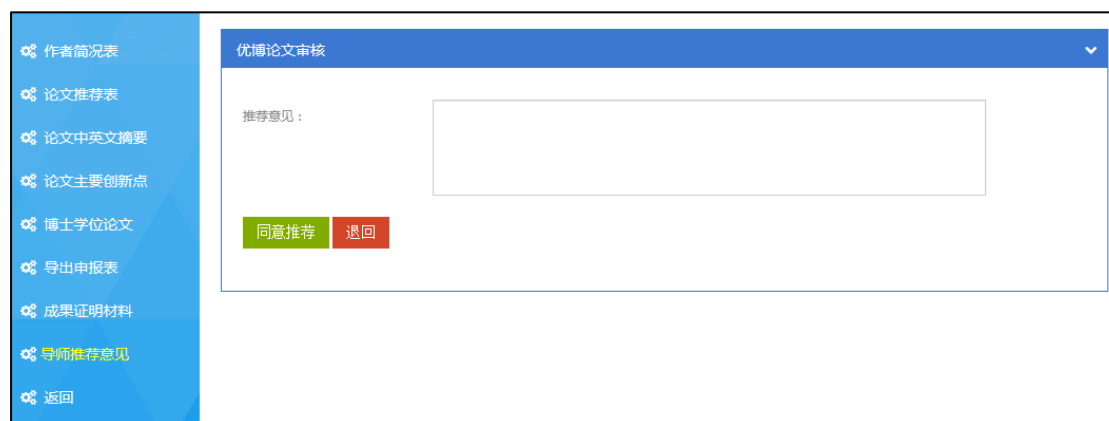 作者简况表
论文推荐表
论文中英文摘要
论文主要创新点
博士学位论文
导出申报表
成果证明材料
导师推荐意见
返回
优博论文审核
推荐意见：
同意推荐 退回